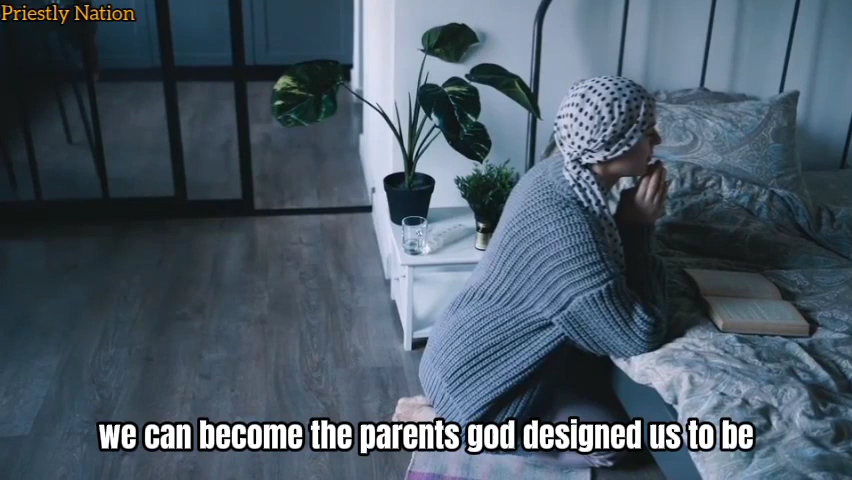 Priestly Nation
we can become the parents god designed us to be